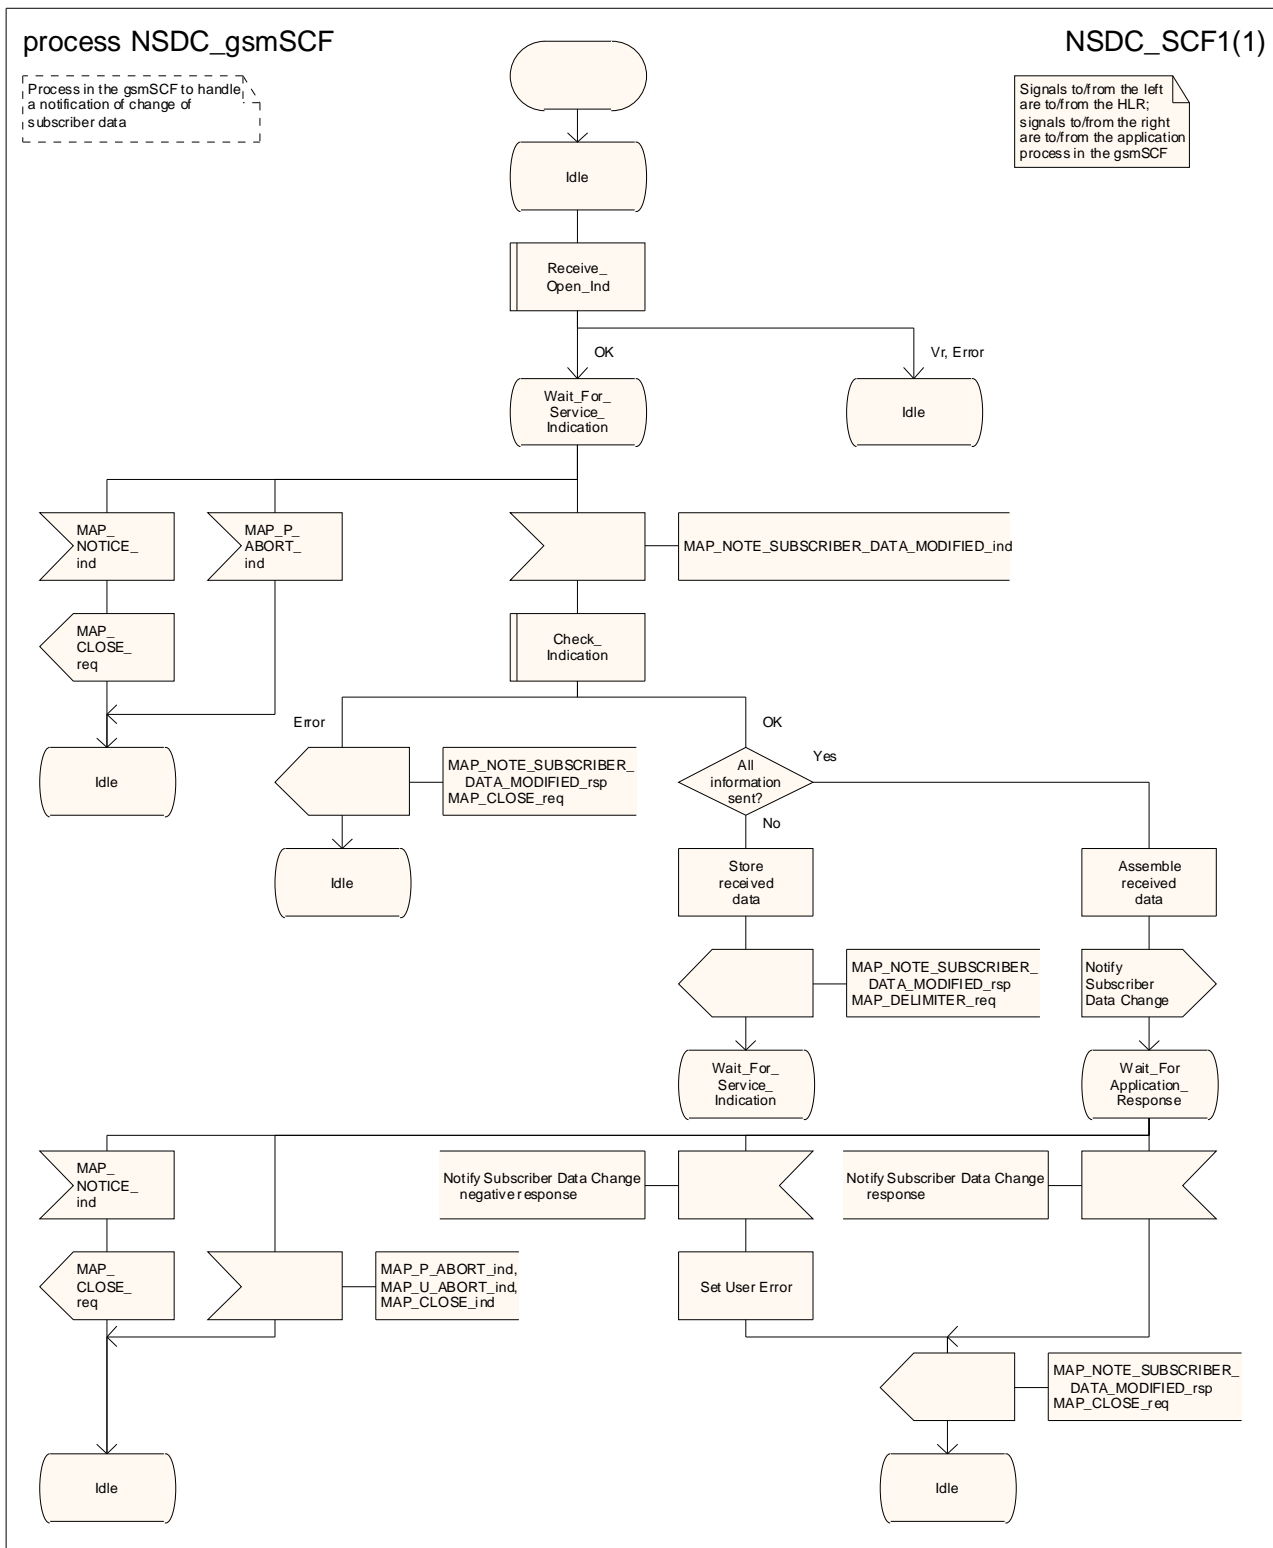 process NSDC_gsmSCF
NSDC_SCF1(1)
Process in the gsmSCF to handle
a notification of change of
subscriber data
Signals to/from the left
are to/from the HLR;
signals to/from the right
are to/from the application
process in the gsmSCF
Idle
Receive_
Open_Ind
OK
Vr, Error
Wait_For_
Service_
Indication
Idle
MAP_
NOTICE_
ind
MAP_P_
ABORT_
ind
MAP_NOTE_SUBSCRIBER_DATA_MODIFIED_ind
MAP_
CLOSE_
req
Check_
Indication
Error
OK
Idle
MAP_NOTE_SUBSCRIBER_
DATA_MODIFIED_rsp
MAP_CLOSE_req
All
information
sent?
Yes
No
Idle
Store
received
data
Assemble
received
data
MAP_NOTE_SUBSCRIBER_
DATA_MODIFIED_rsp
MAP_DELIMITER_req
Notify
Subscriber
Data Change
Wait_For_
Service_
Indication
Wait_For
Application_
Response
MAP_
NOTICE_
ind
Notify Subscriber Data Change
negative response
Notify Subscriber Data Change
response
MAP_
CLOSE_
req
MAP_P_ABORT_ind,
MAP_U_ABORT_ind,
MAP_CLOSE_ind
Set User Error
MAP_NOTE_SUBSCRIBER_
DATA_MODIFIED_rsp
MAP_CLOSE_req
Idle
Idle